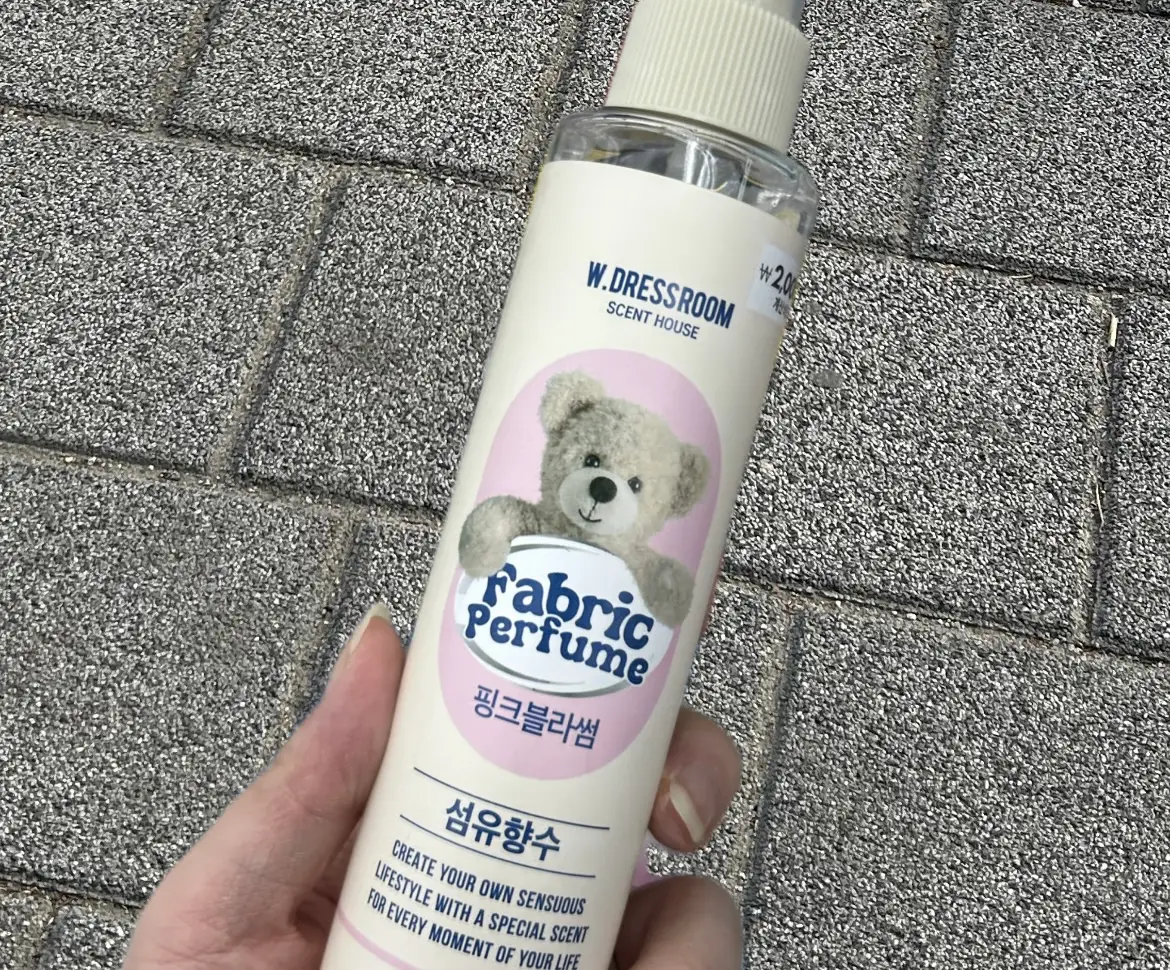 W.DRESSROOM
SCENT HOUSE
Fabric
Perfume
핑크블라썸
섬유향수
CREATE YOUR OWN SENSUOUS
LIFESTYLE WITH A SPECIAL SCENT
FOR EVERY MOMENT OF YOUR LIFE